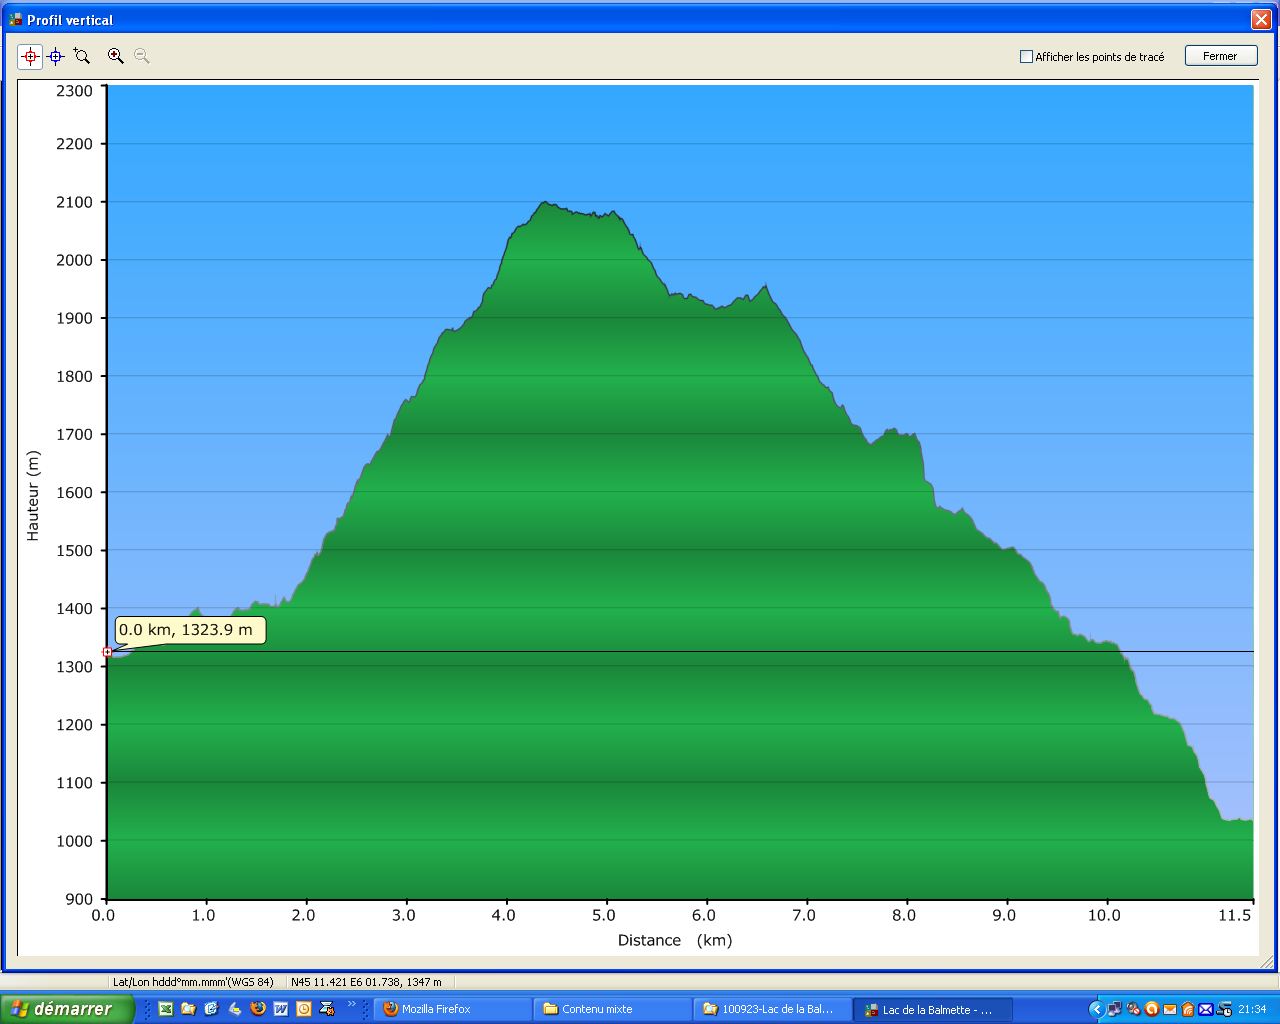 Profil vertical
Afficher les points de tracé
Fermer
2300
2200
2100
2000
1900
1800
1700
1600
1500
1400
1300
1200
1100
1000
900
Hauteur (m)
0.0 km, 1323.9 m
0.0 1.0 2.0 3.0 4.0 5.0 6.0 7.0 8.0 9.0 10.0 11.5
Distance (km)
Lat/Lon hddd°mm.mmm'(WGS 84) N45 11.421 E6 01.738, 1347 m
démarrer Mozilla Firefox Contenu mixte 100923-Lac de la Bal... Lac de la Balmette - ... 21:34